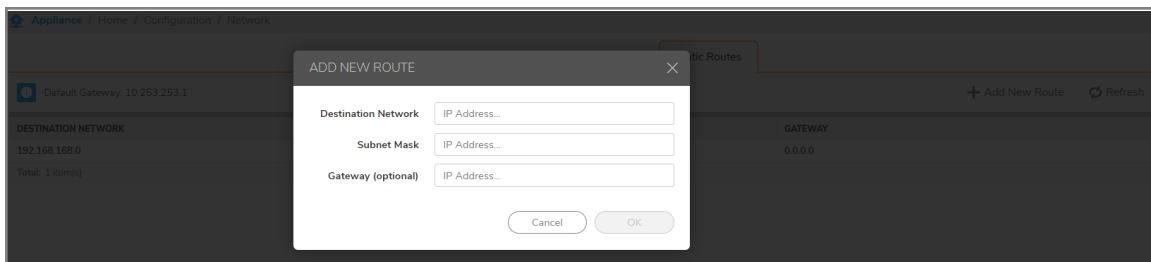 Appliance / Home / Configuration / Network
tic Routes
ADD NEW ROUTE
Default Gateway: 10.253.253.1
Add New Route Refresh
Destination Network IP Address...
DESTINATION NETWORK GATEWAY
Subnet Mask IP Address...
192.168.168.0 0.0.0.0
Total: 1 item(s)
Gateway (optional) IP Address...
Cancel OK